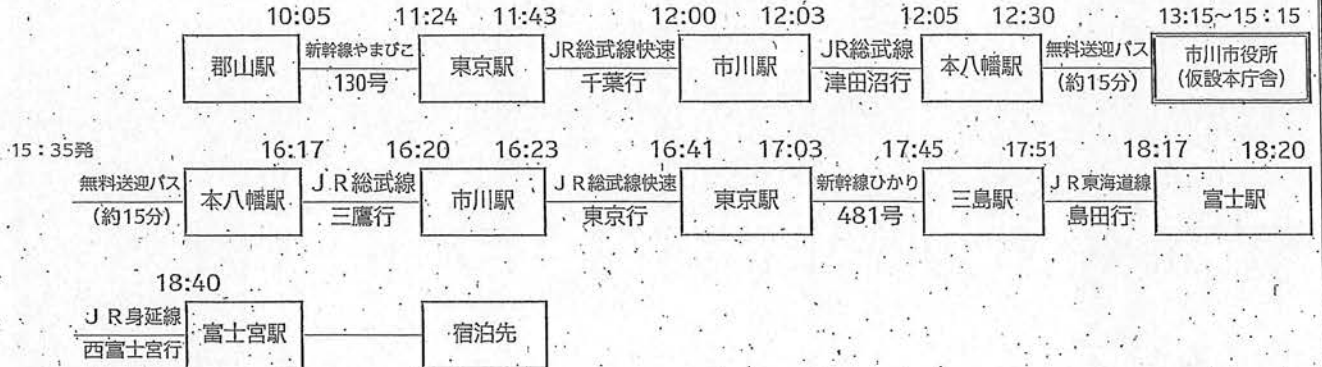 10:05 11:24 11:43 12:00 12:03 12:05 12:30 13:15～15：15
郡山駅 新幹線やまびこ 東京駅 JR総武線快速 市川駅 JR総武線 本八幡駅 無料送迎バス 市川市役所
130号 千葉行 津田沼行 (約15分) (仮設本庁舎)
15：35発 16:17 16:20 16:23 16:41 17:03 17:45 17:51 18:17 18:20
無料送迎バス 本八幡駅 JR総武線 市川駅 JR総武線快速 東京駅 新幹線ひかり 三島駅 JR東海道線 富士駅
(約15分) 三鷹行 東京行 481号 島田行
18:40
JR身延線 富士宮駅 宿泊先
西富士宮行